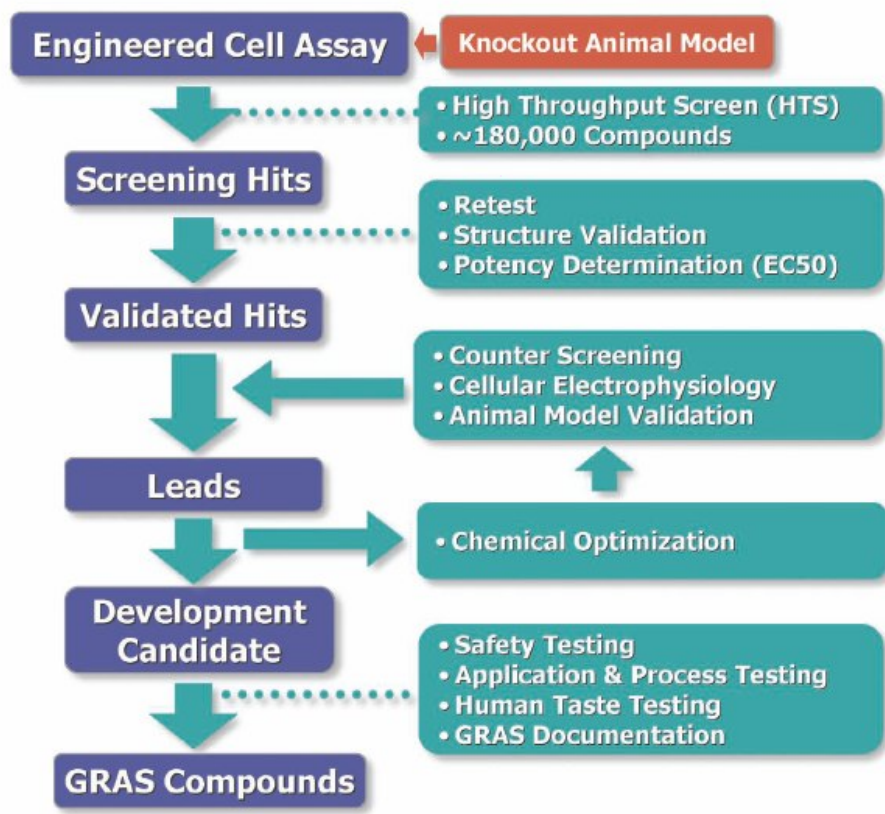 Engineered Cell Assay
Knockout Animal Model
• High Throughput Screen (HTS)
• ~180,000 Compounds
Screening Hits
• Retest
• Structure Validation
• Potency Determination (EC50)
Validated Hits
• Counter Screening
• Cellular Electrophysiology
• Animal Model Validation
Leads
• Chemical Optimization
Development
Candidate
• Safety Testing
• Application & Process Testing
• Human Taste Testing
• GRAS Documentation
GRAS Compounds